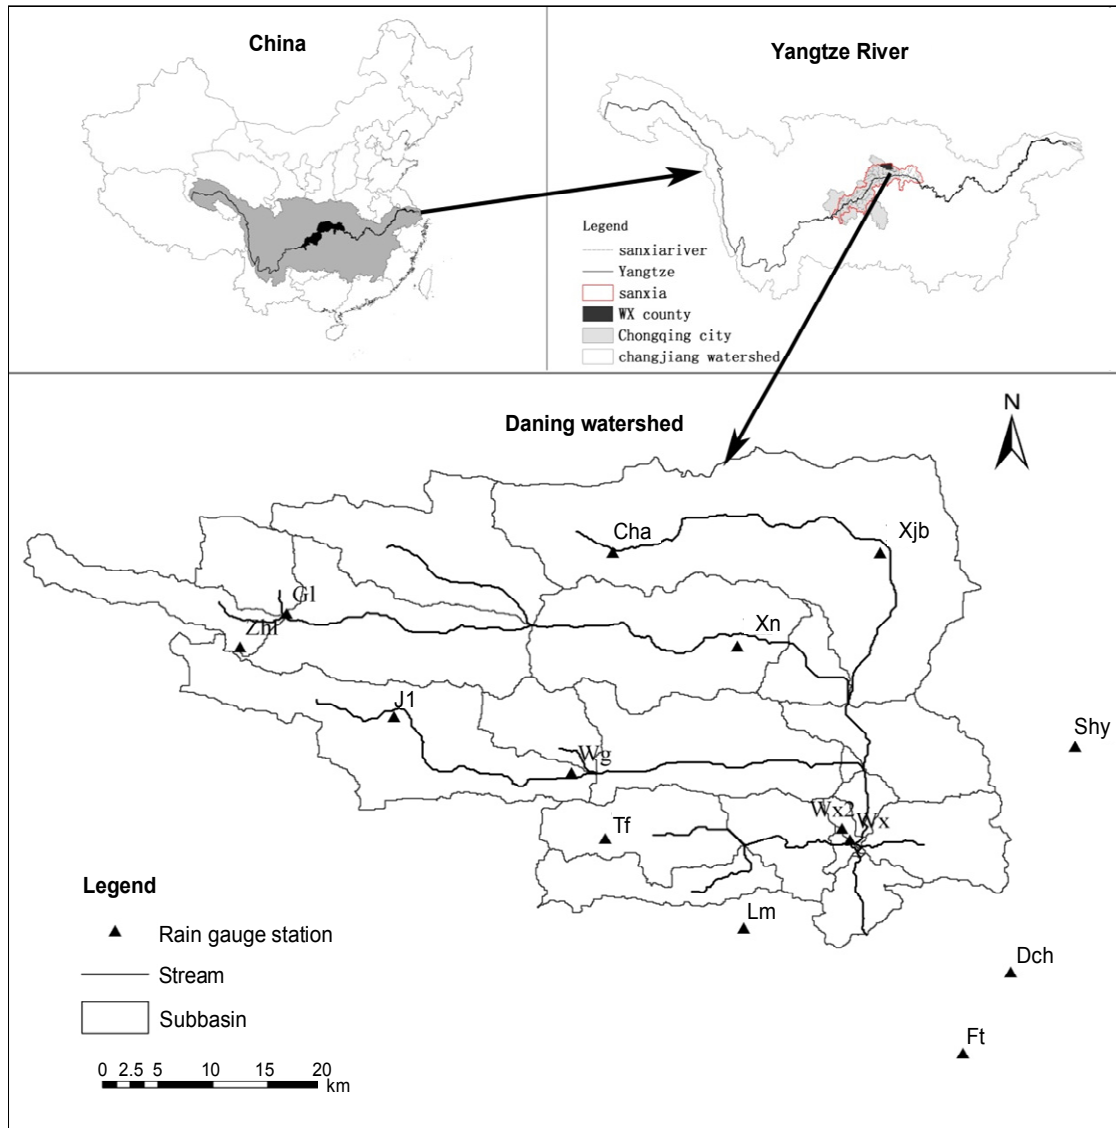 China
Yangtze River
Legend
sanxiariver
Yangtze
sanxia
WX county
Chongqing city
changjiang watershed
Daning watershed
N
Cha
Xjb
Gl
Zhl
Xn
J1
Shy
Wg
Wx2
Wx
Tf
Lm
Dch
Ft
Legend
Rain gauge station
Stream
Subbasin
0 2.5 5 10 15 20
km